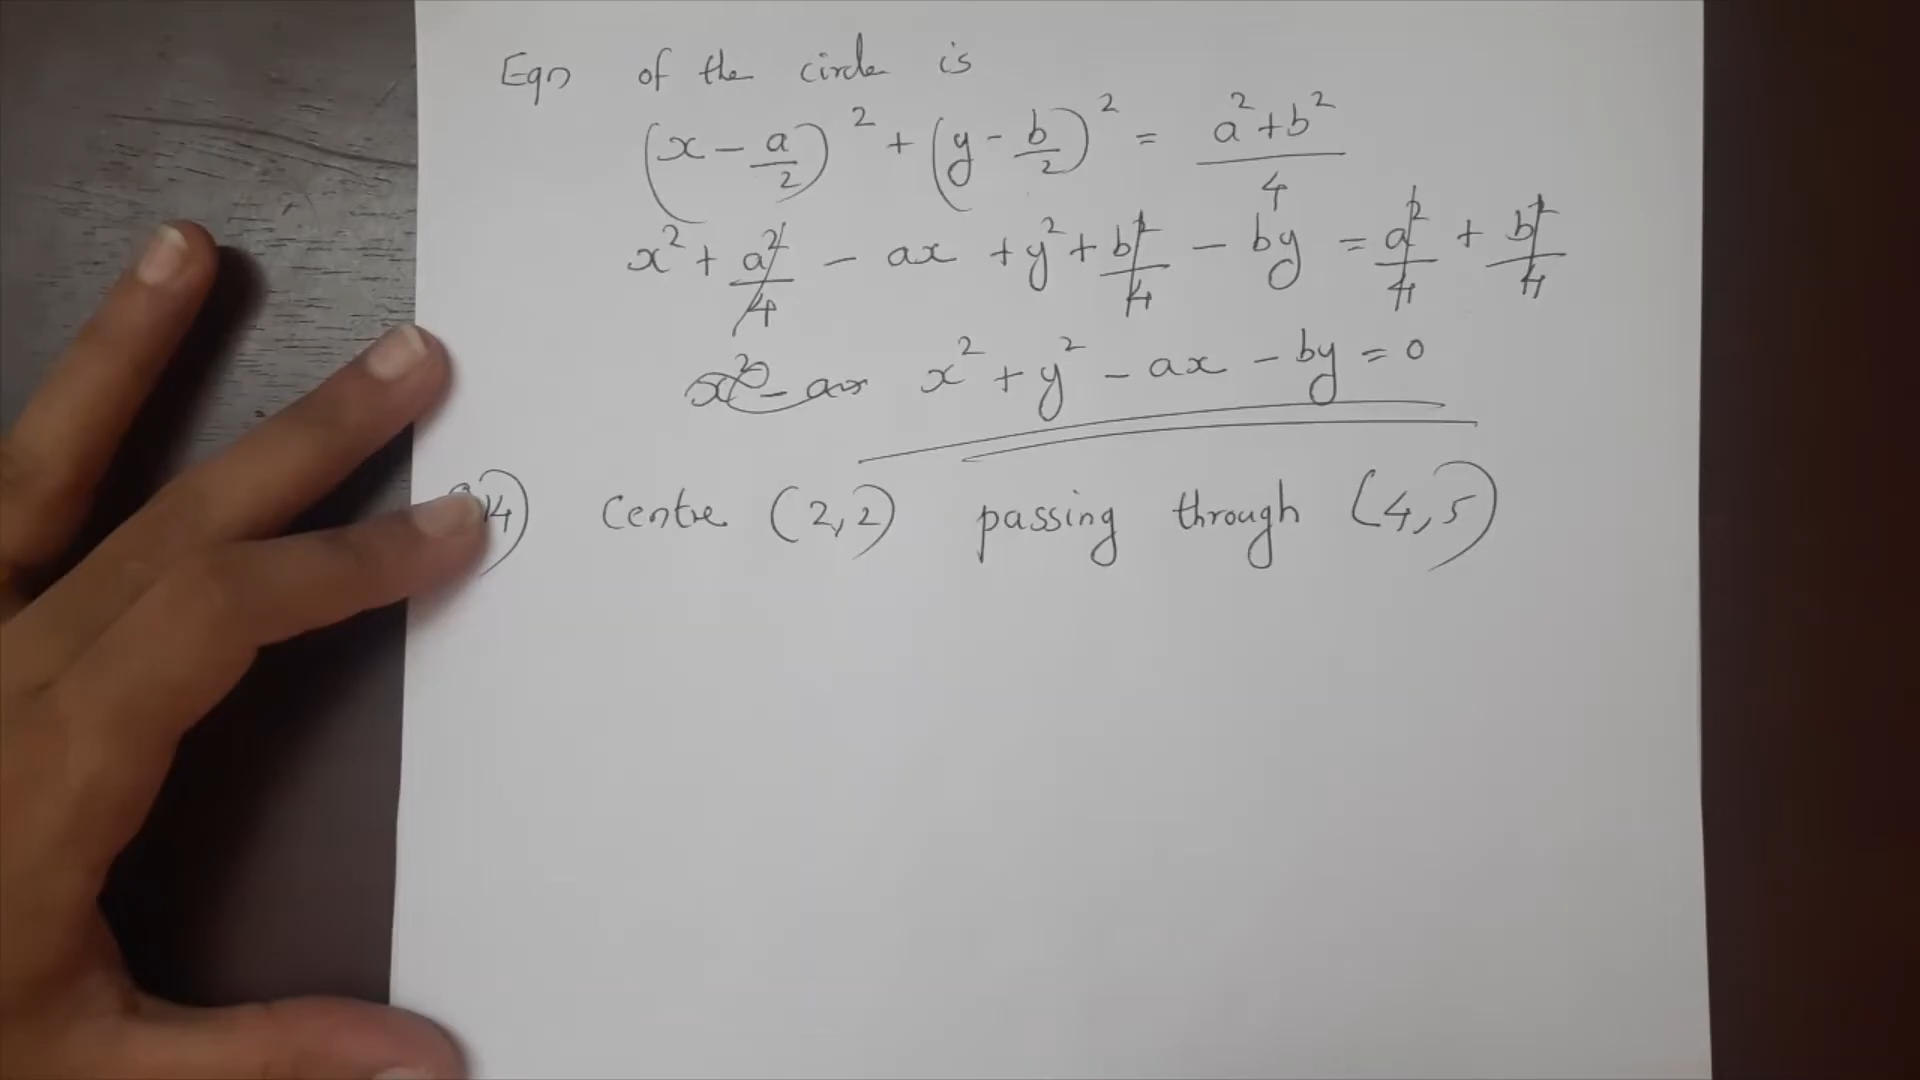 Eqn of the circle is
(x - a/2)² + (y - b/2)² = (a² + b²)/4
x² + a²/4 - ax + y² + b²/4 - by = a²/4 + b²/4
x² - ax x² + y² - ax - by = 0
14) Centre (2,2) passing through (4,5)